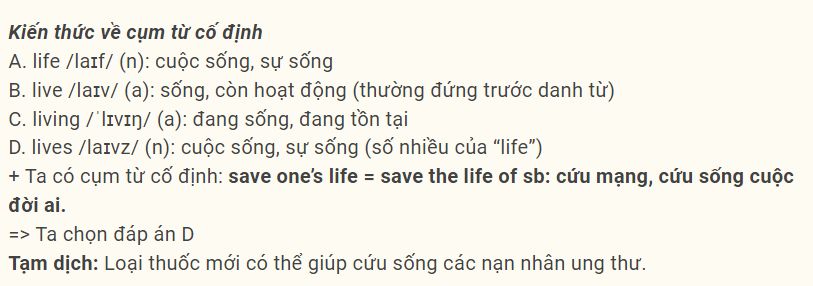 Kiến thức về cụm từ cố định
A. life /laɪf/ (n): cuộc sống, sự sống
B. live /laɪv/ (a): sống, còn hoạt động (thường đứng trước danh từ)
C. living /ˈlɪvɪŋ/ (a): đang sống, đang tồn tại
D. lives /laɪvz/ (n): cuộc sống, sự sống (số nhiều của “life”)
+ Ta có cụm từ cố định: save one’s life = save the life of sb: cứu mạng, cứu sống cuộc
đời ai.
=> Ta chọn đáp án D
Tạm dịch: Loại thuốc mới có thể giúp cứu sống các nạn nhân ung thư.